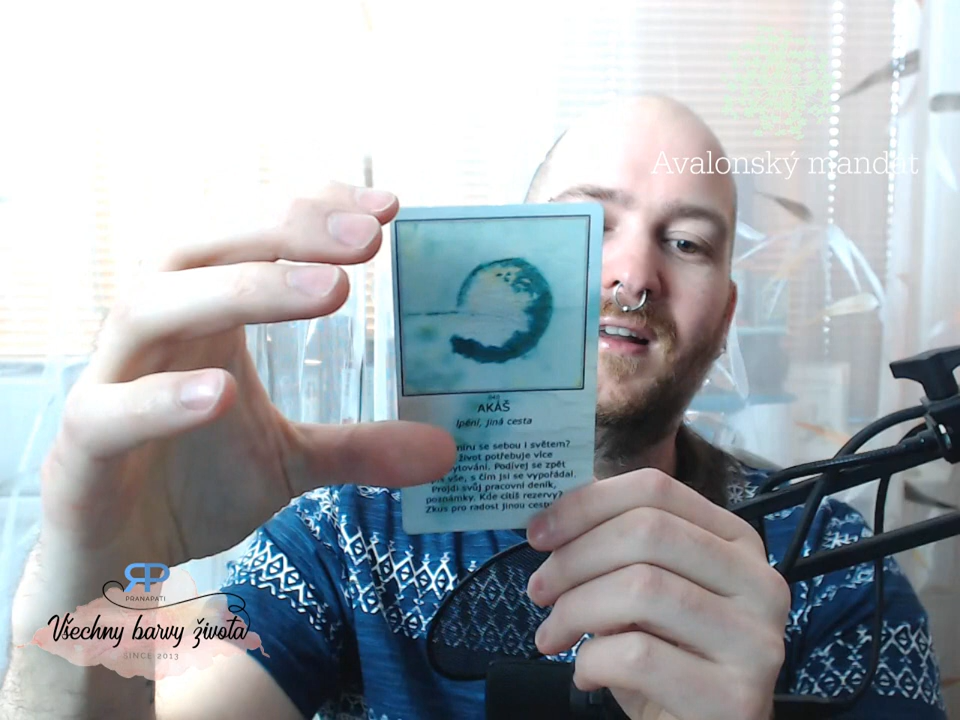 Avalonský mandát
AKÁŠ
lpění, jiná cesta
míru se sebou i světem?
život potřebuje více
Podívej se zpět
vše, s čím jsi se vypořádal.
Projdi svůj pracovní deník,
poznámky. Kde cítíš rezervy?
Zkus pro radost jinou
RP
PRANAPATI
Všechny barvy života
SINCE 2013